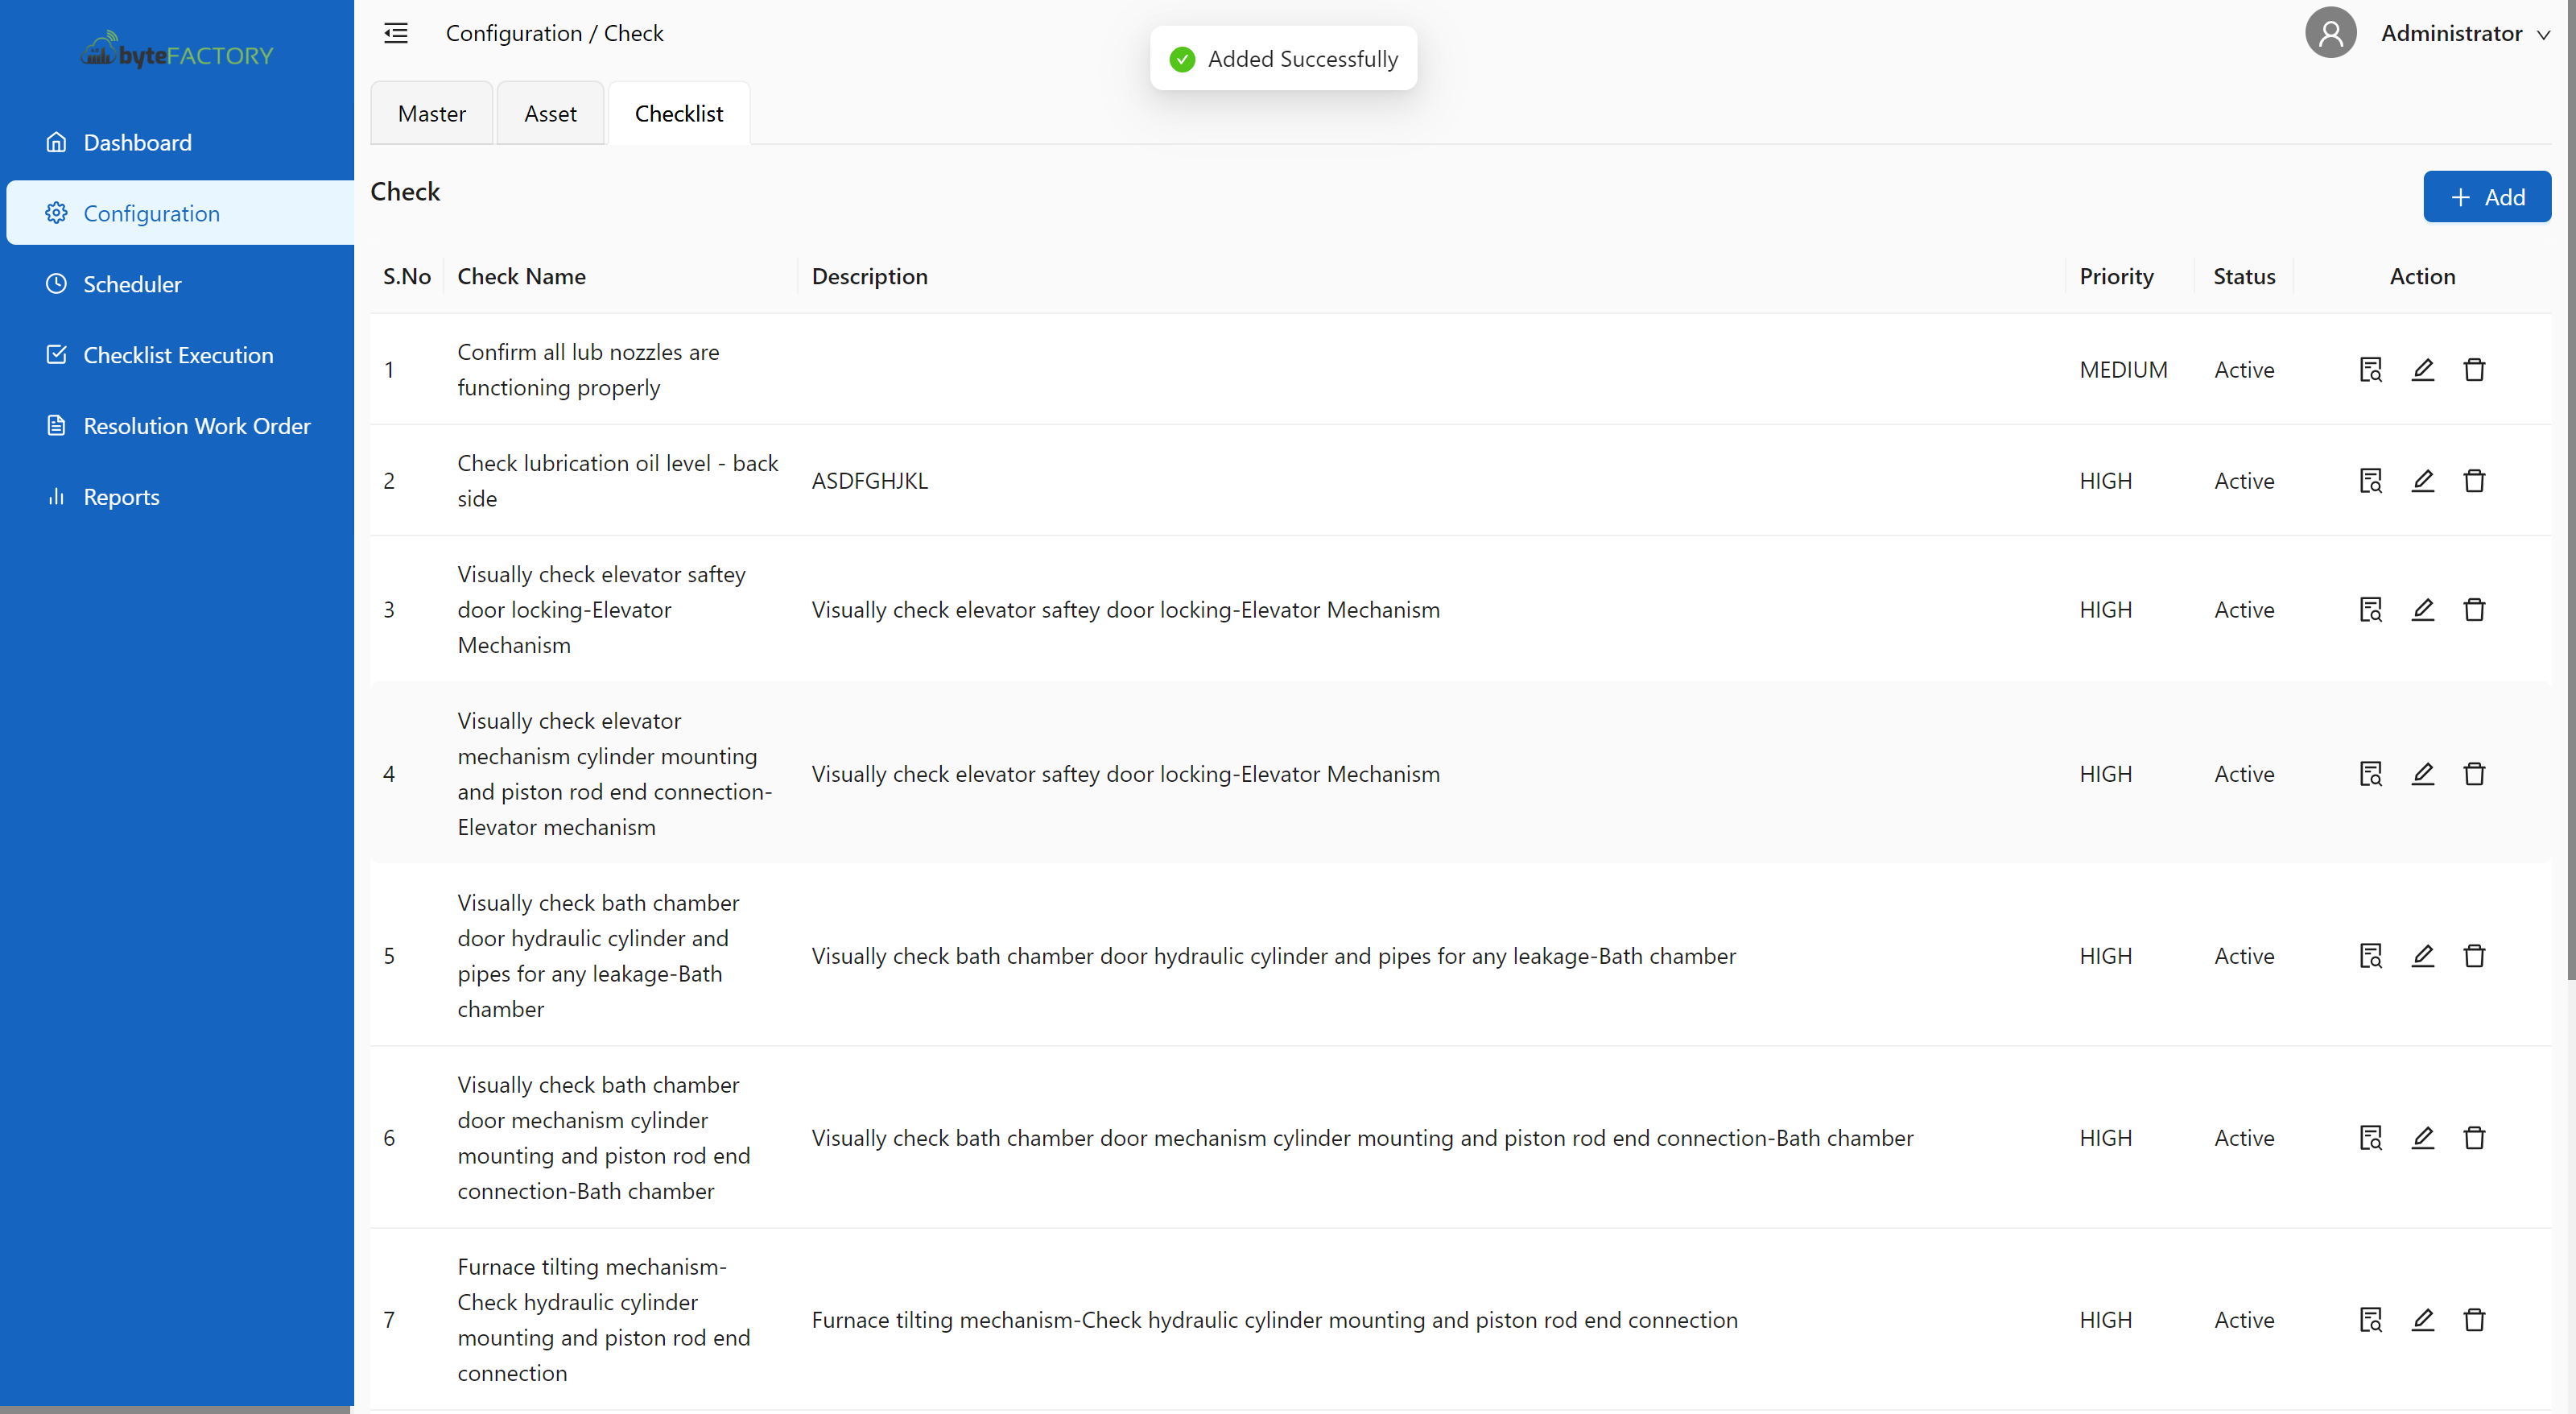 byteFACTORY
Configuration / Check
Added Successfully
Administrator
Dashboard
Configuration
Scheduler
Checklist Execution
Resolution Work Order
Reports
Master Asset Checklist
Check
Add
S.No Check Name Description Priority Status Action
1 Confirm all lub nozzles are
functioning properly
MEDIUM Active
2 Check lubrication oil level - back
side
ASDFGHJKL HIGH Active
3 Visually check elevator saftey
door locking-Elevator
Mechanism
Visually check elevator saftey door locking-Elevator Mechanism HIGH Active
4 Visually check elevator
mechanism cylinder mounting
and piston rod end connection-
Elevator mechanism
Visually check elevator saftey door locking-Elevator Mechanism HIGH Active
5 Visually check bath chamber
door hydraulic cylinder and
pipes for any leakage-Bath
chamber
Visually check bath chamber door hydraulic cylinder and pipes for any leakage-Bath chamber HIGH Active
6 Visually check bath chamber
door mechanism cylinder
mounting and piston rod end
connection-Bath chamber
Visually check bath chamber door mechanism cylinder mounting and piston rod end connection-Bath chamber HIGH Active
7 Furnace tilting mechanism-
Check hydraulic cylinder
mounting and piston rod end
connection
Furnace tilting mechanism-Check hydraulic cylinder mounting and piston rod end connection HIGH Active